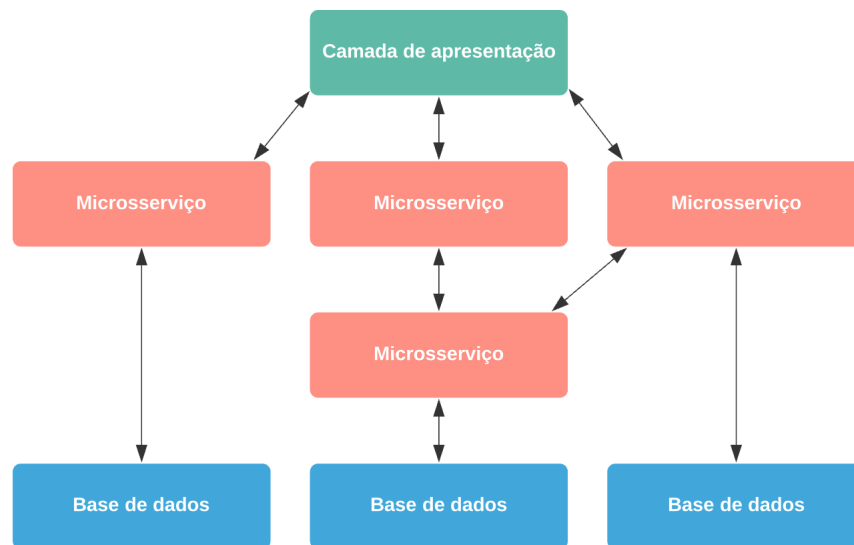 Camada de apresentação
Microsserviço
Microsserviço
Microsserviço
Microsserviço
Base de dados
Base de dados
Base de dados